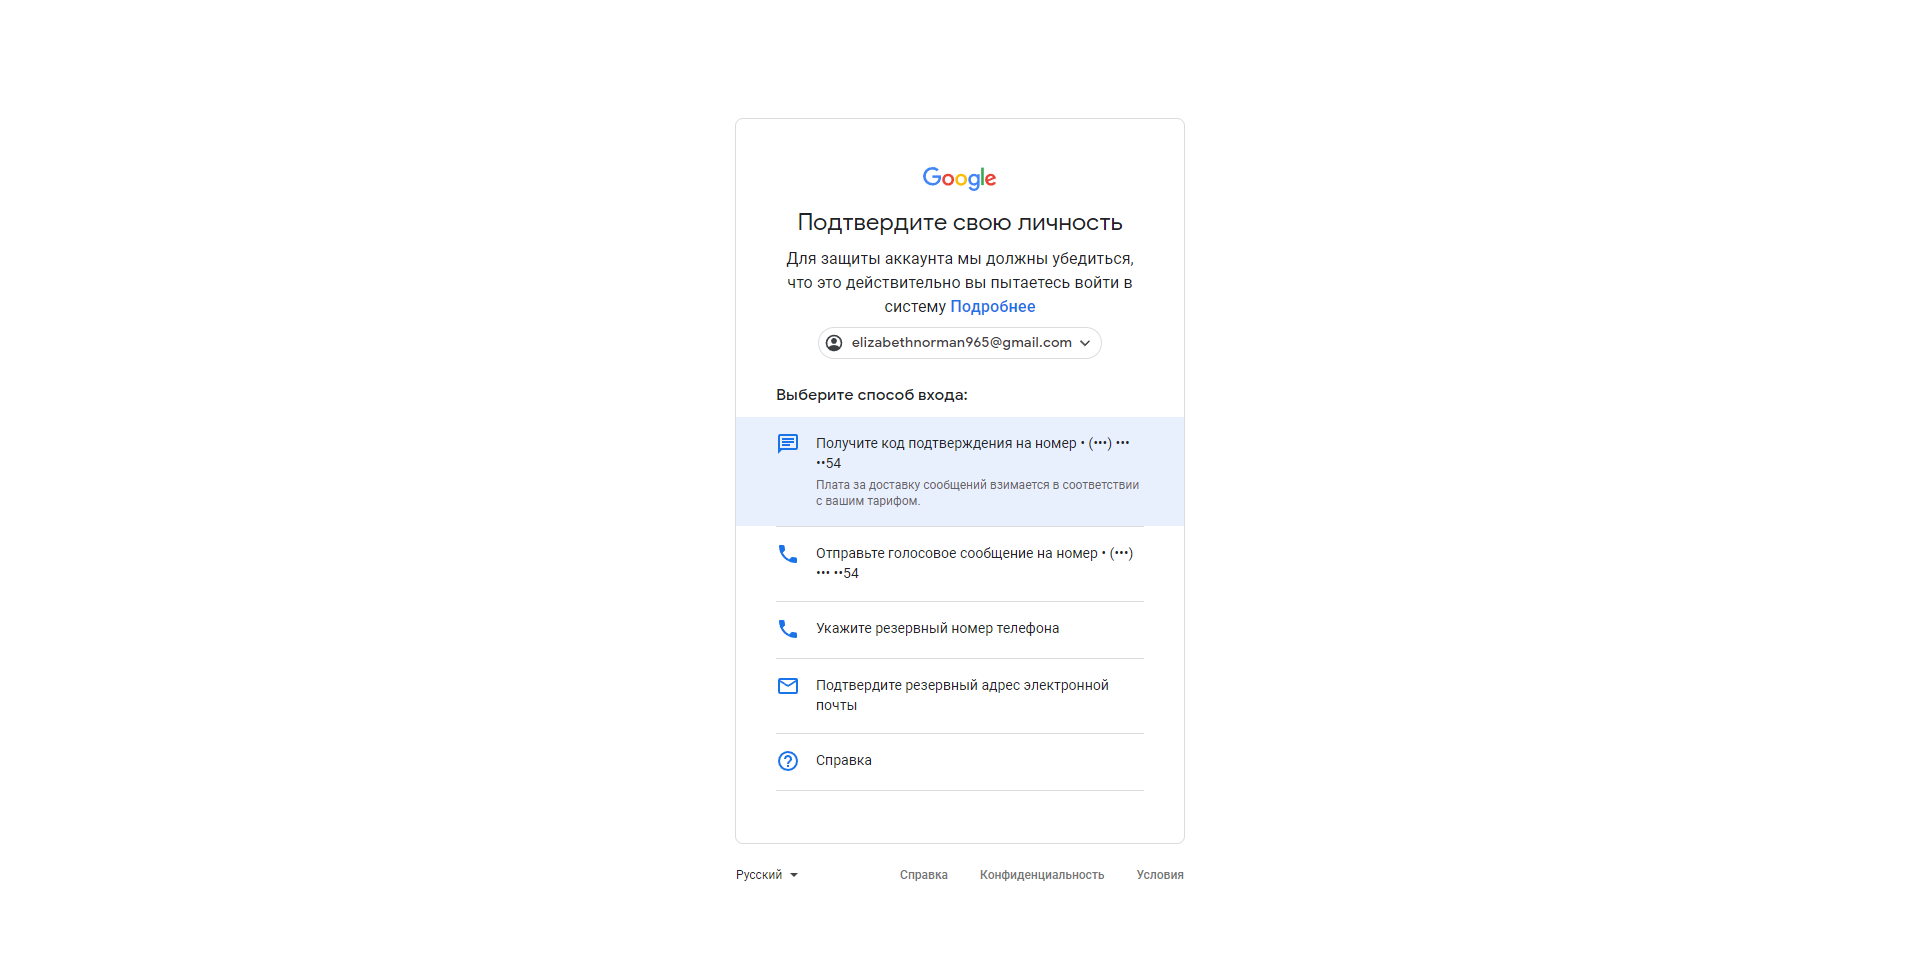 Google
Подтвердите свою личность
Для защиты аккаунта мы должны убедиться,
что это действительно вы пытаетесь войти в
систему Подробнее
elizabethnorman965@gmail.com
Выберите способ входа:
Получите код подтверждения на номер • (•••) •••
••54
Плата за доставку сообщений взимается в соответствии
с вашим тарифом.
Отправьте голосовое сообщение на номер • (•••)
••• ••54
Укажите резервный номер телефона
Подтвердите резервный адрес электронной
почты
Справка
Русский Справка Конфиденциальность Условия